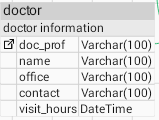 doctor
doctor information
doc_prof Varchar(100)
name Varchar(100)
office Varchar(100)
contact Varchar(100)
visit_hours DateTime